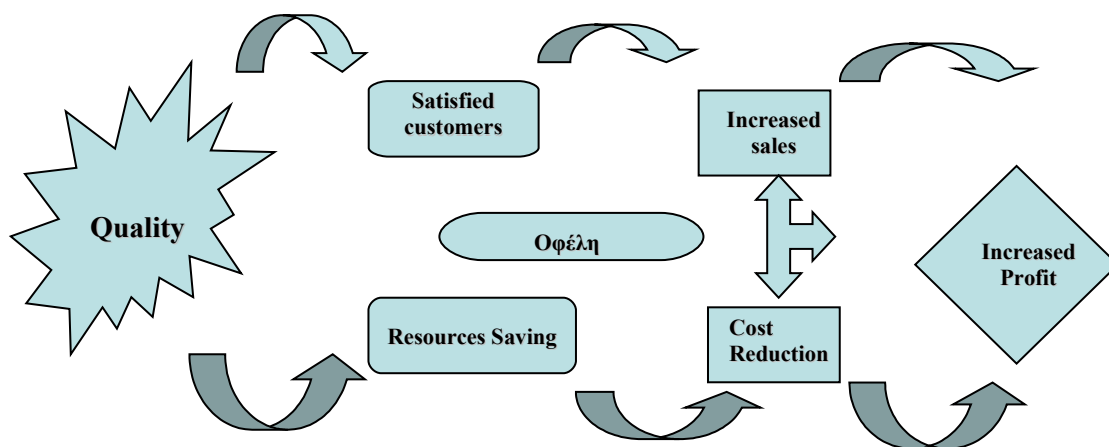 Satisfied
customers
Increased
sales
Quality
Οφέλη
Increased
Profit
Resources Saving
Cost
Reduction